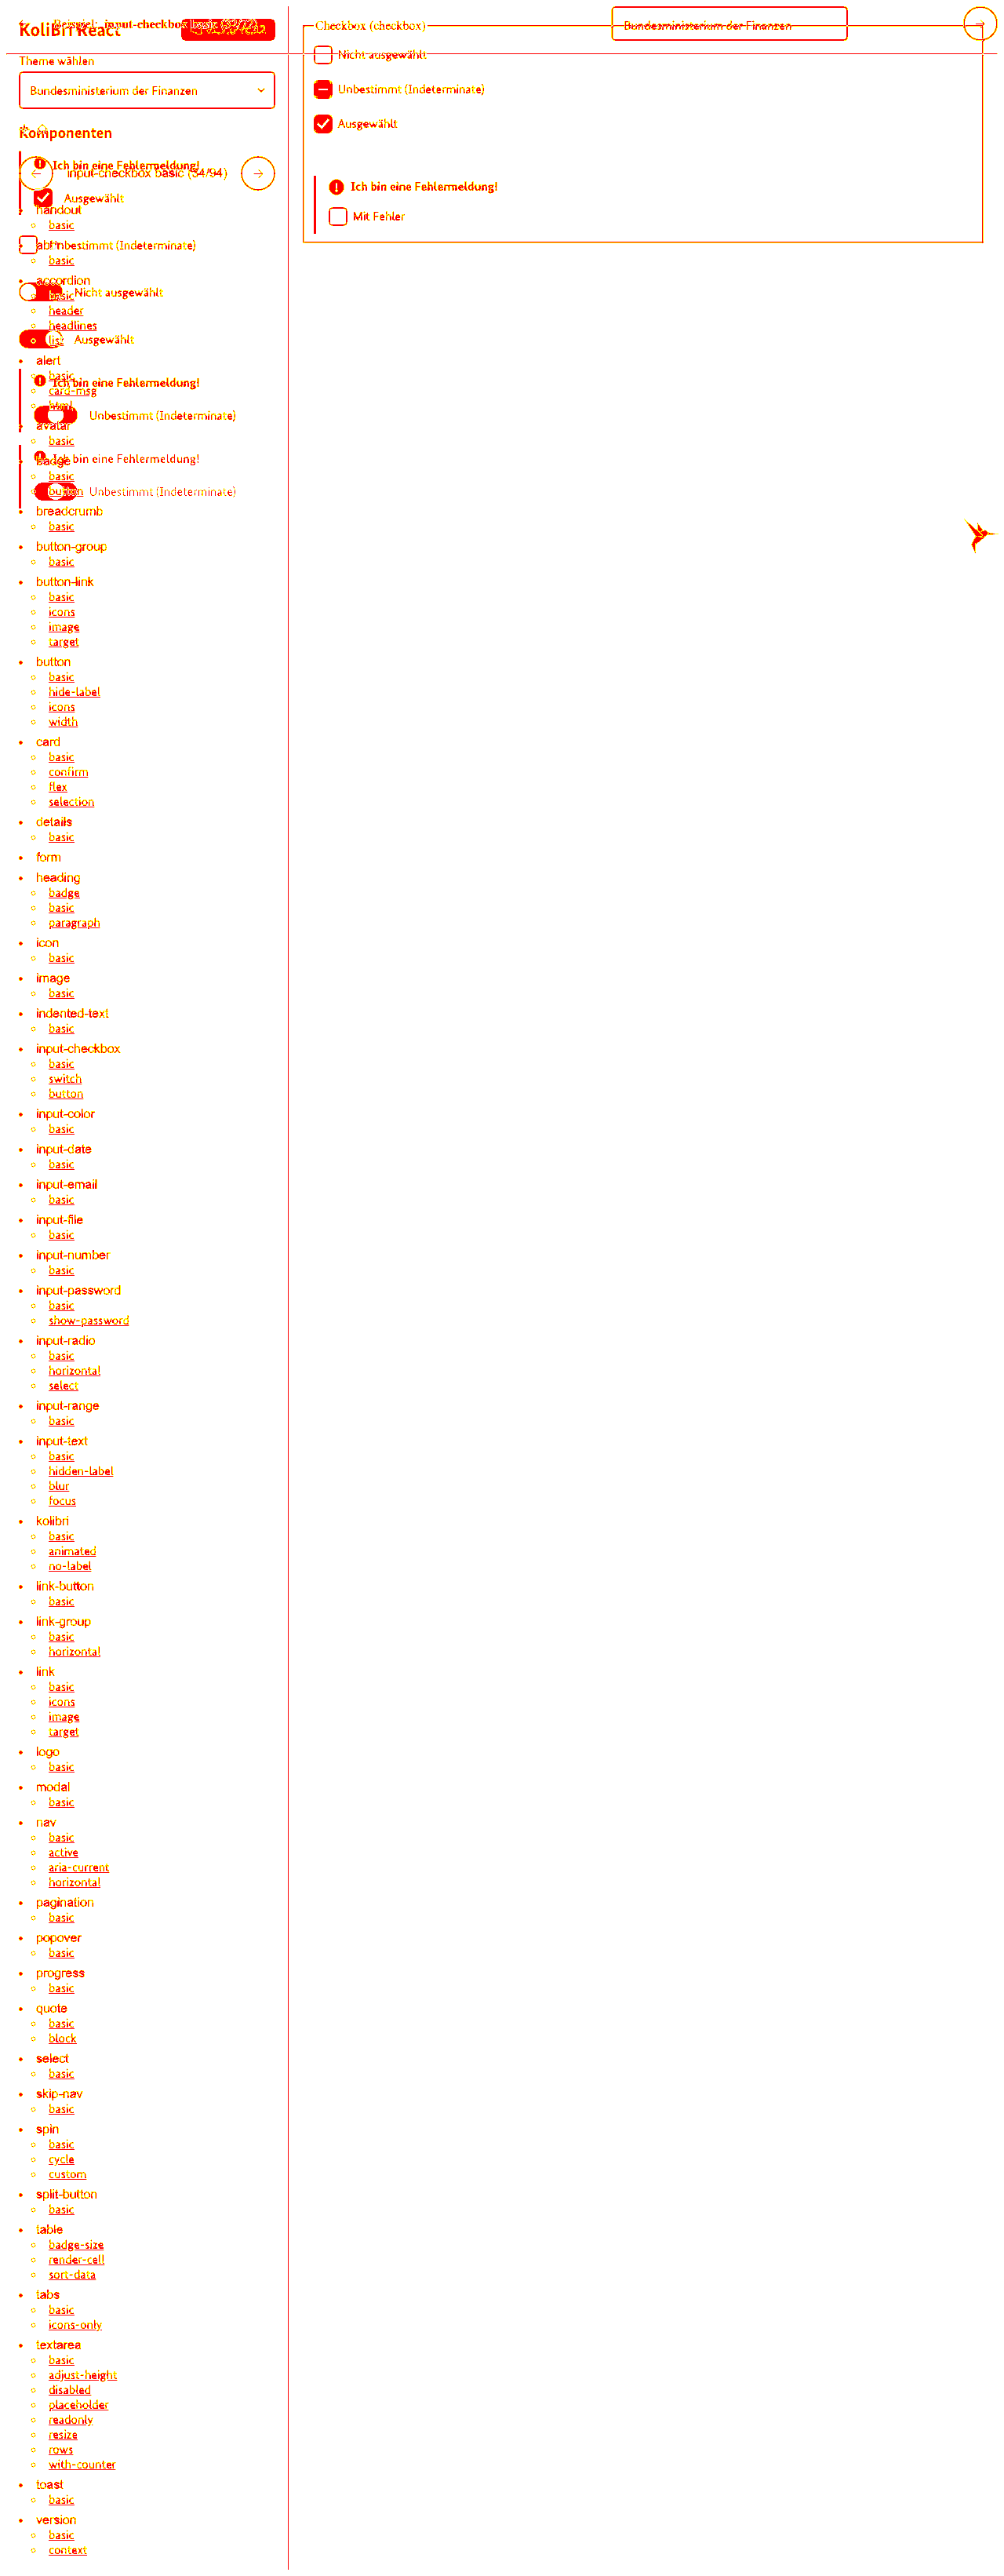 KoliBri React
Beispiel: input-checkbox basic
Theme wählen
Bundesministerium der Finanzen
Komponenten
Ich bin eine Fehlermeldung!
input-checkbox basic (34/94)
Ausgewählt
handout
basic
abbr
Unbestimmt (Indeterminate)
basic
accordion
basic
Nicht ausgewählt
header
headlines
list
Ausgewählt
alert
basic
Ich bin eine Fehlermeldung!
card-msg
html
Unbestimmt (Indeterminate)
avatar
basic
badge
Ich bin eine Fehlermeldung!
basic
button
Unbestimmt (Indeterminate)
breadcrumb
basic
button-group
basic
button-link
basic
icons
image
target
button
basic
hide-label
icons
width
card
basic
confirm
flex
selection
details
basic
form
heading
badge
basic
paragraph
icon
basic
image
basic
indented-text
basic
input-checkbox
basic
switch
button
input-color
basic
input-date
basic
input-email
basic
input-file
basic
input-number
basic
input-password
basic
show-password
input-radio
basic
horizontal
select
input-range
basic
input-text
basic
hidden-label
blur
focus
kolibri
basic
animated
no-label
link-button
basic
link-group
basic
horizontal
link
basic
icons
image
target
logo
basic
modal
basic
nav
basic
active
aria-current
horizontal
pagination
basic
popover
basic
progress
basic
quote
basic
block
select
basic
skip-nav
basic
spin
basic
cycle
custom
split-button
basic
table
badge-size
render-cell
sort-data
tabs
basic
icons-only
textarea
basic
adjust-height
disabled
placeholder
readonly
resize
rows
with-counter
toast
basic
version
basic
context
Checkbox (checkbox)
Bundesministerium der Finanzen
Nicht ausgewählt
Unbestimmt (Indeterminate)
Ausgewählt
Ich bin eine Fehlermeldung!
Mit Fehler